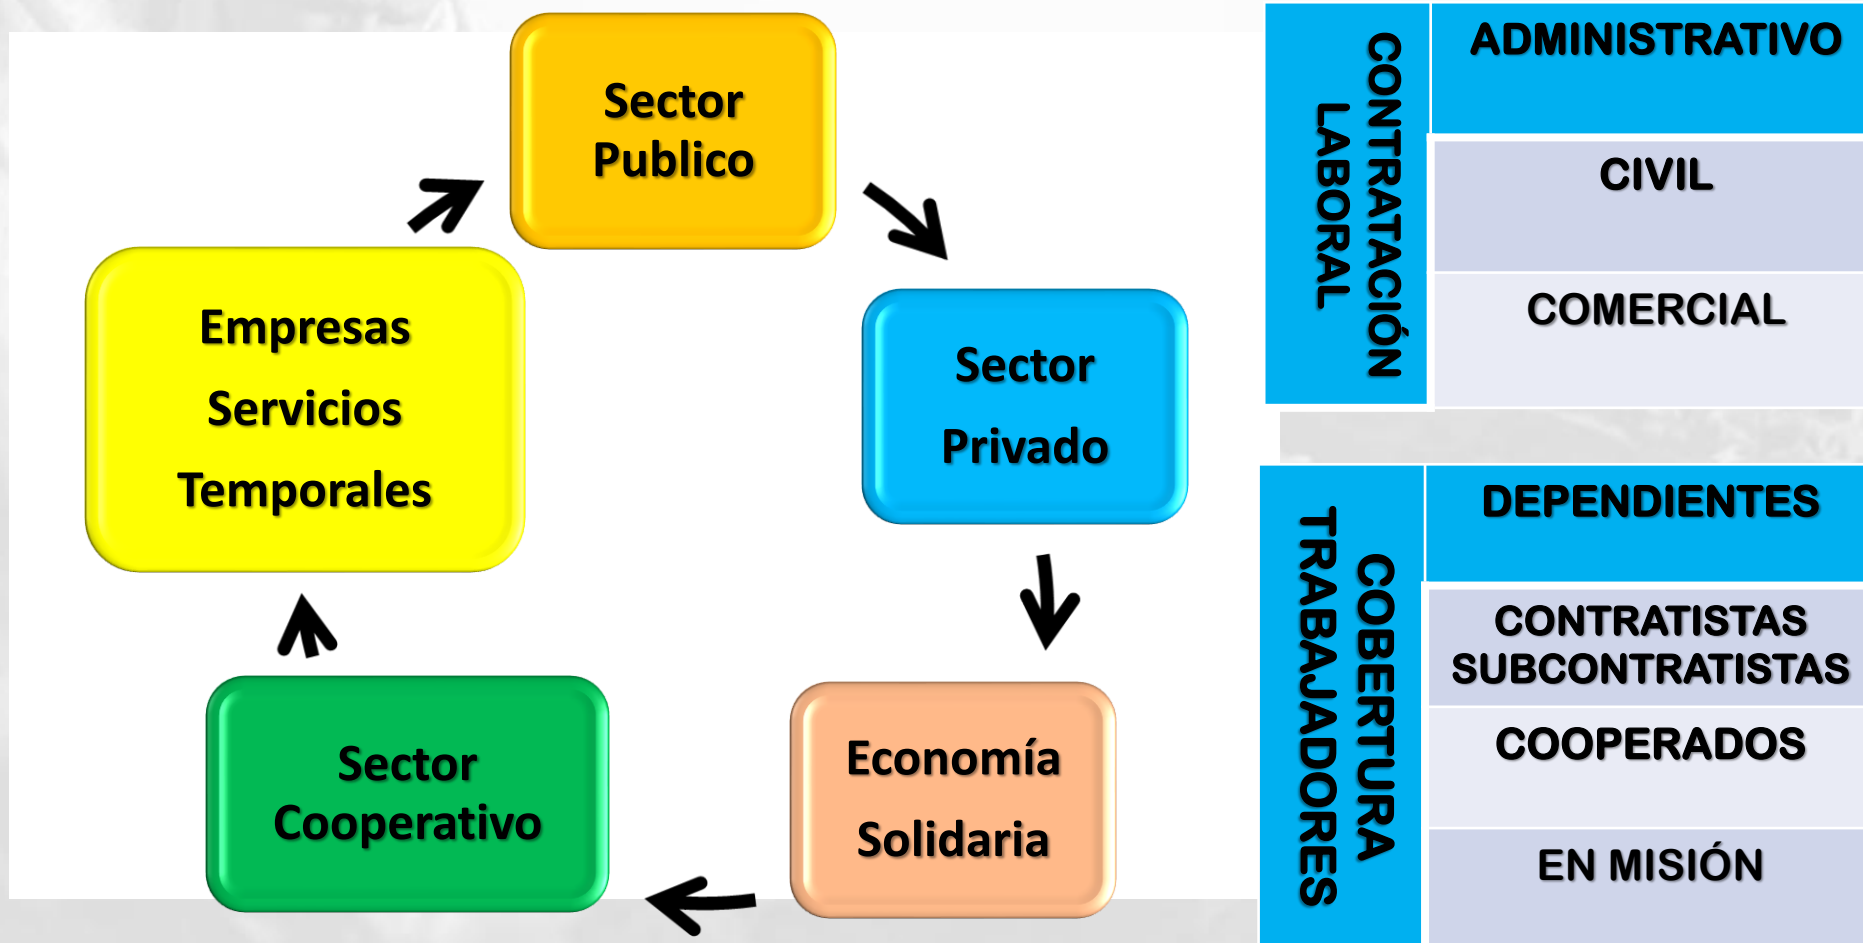 Sector
Publico
Sector
Privado
Economía
Solidaria
Sector
Cooperativo
Empresas
Servicios
Temporales
CONTRATACIÓN
LABORAL
ADMINISTRATIVO
CIVIL
COMERCIAL
COBERTURA
TRABAJADORES
DEPENDIENTES
CONTRATISTAS
SUBCONTRATISTAS
COOPERADOS
EN MISIÓN